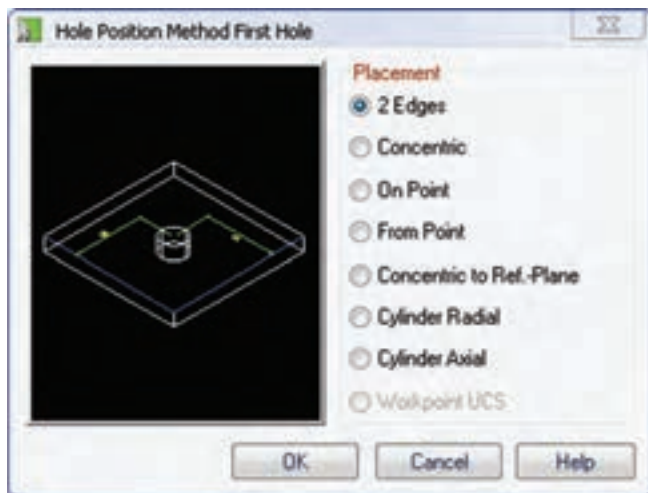 Hole Position Method First Hole
Placement
2 Edges
Concentric
On Point
From Point
Concentric to Ref.-Plane
Cylinder Radial
Cylinder Axial
Workpoint UCS
OK
Cancel
Help